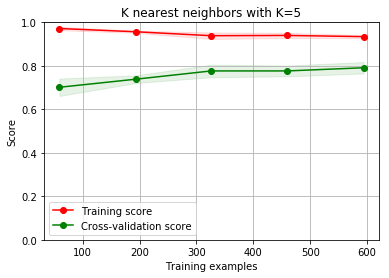 K nearest neighbors with K=5
1.0
0.8
0.6
0.4
0.2
0.0
Score
Training score
Cross-validation score
100 200 300 400 500 600
Training examples